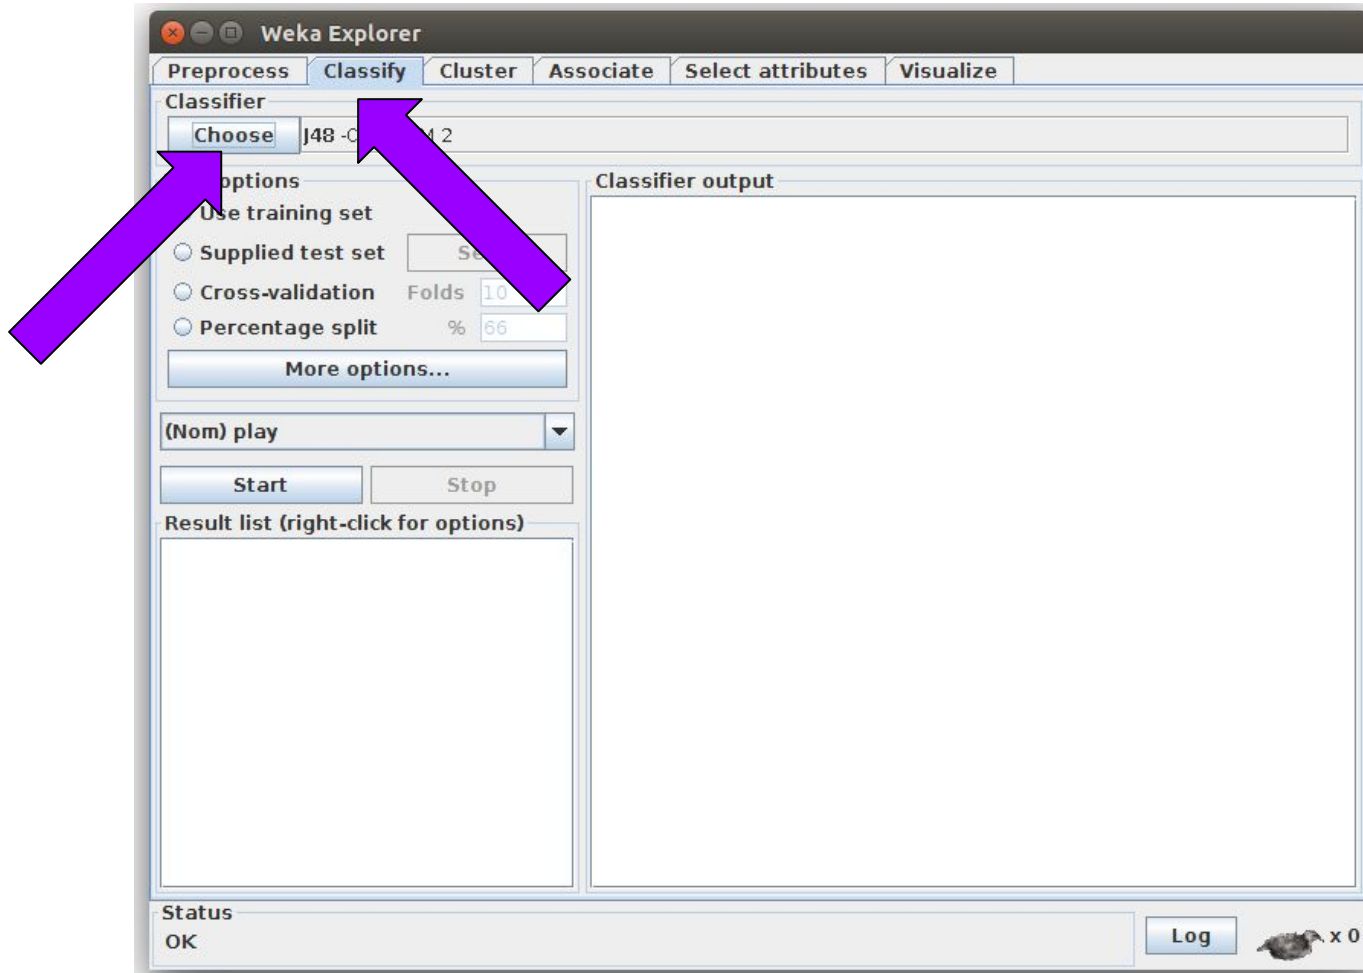 Weka Explorer
Preprocess Classify Cluster Associate Select attributes Visualize
Classifier
Choose J48 2
options
Use training set
Supplied test set
Cross-validation Folds 10
Percentage split % 66
More options...
(Nom) play
Start Stop
Result list (right-click for options)
Classifier output
Status
OK
Log x 0